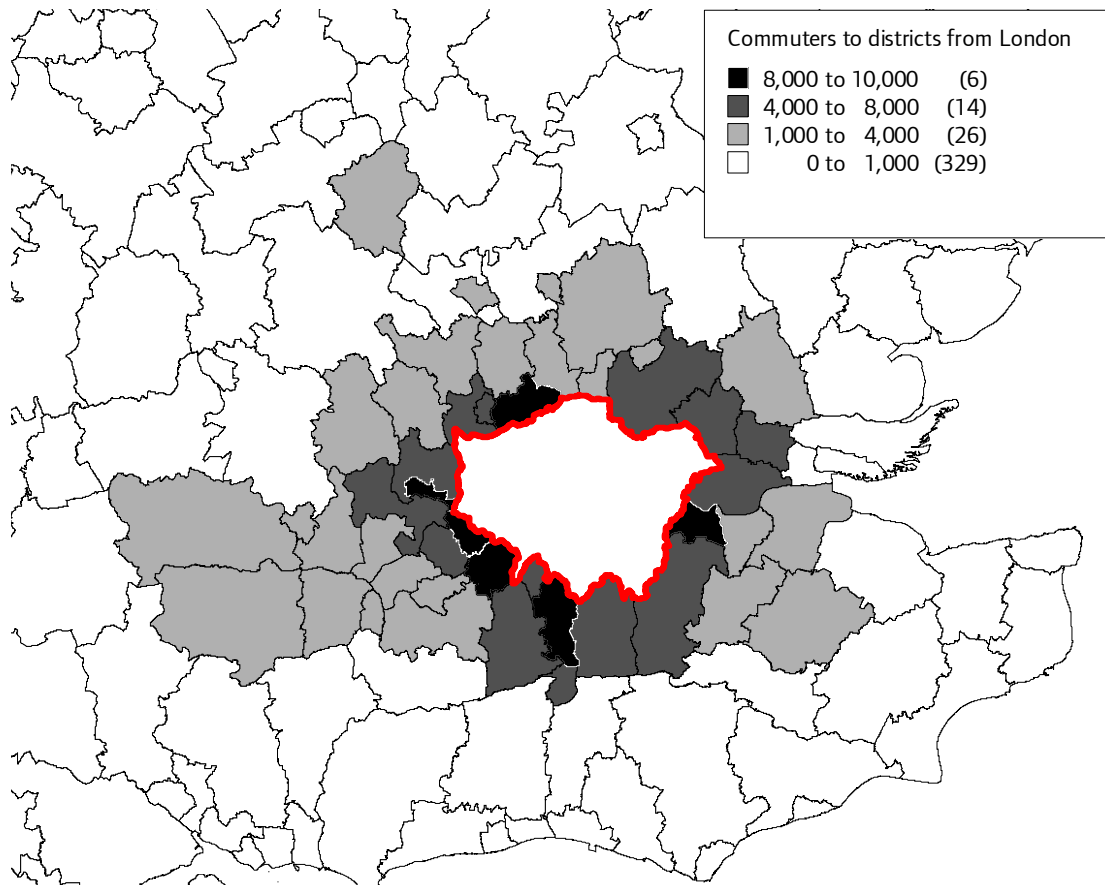 Commuters to districts from London
8,000 to 10,000 (6)
4,000 to 8,000 (14)
1,000 to 4,000 (26)
0 to 1,000 (329)